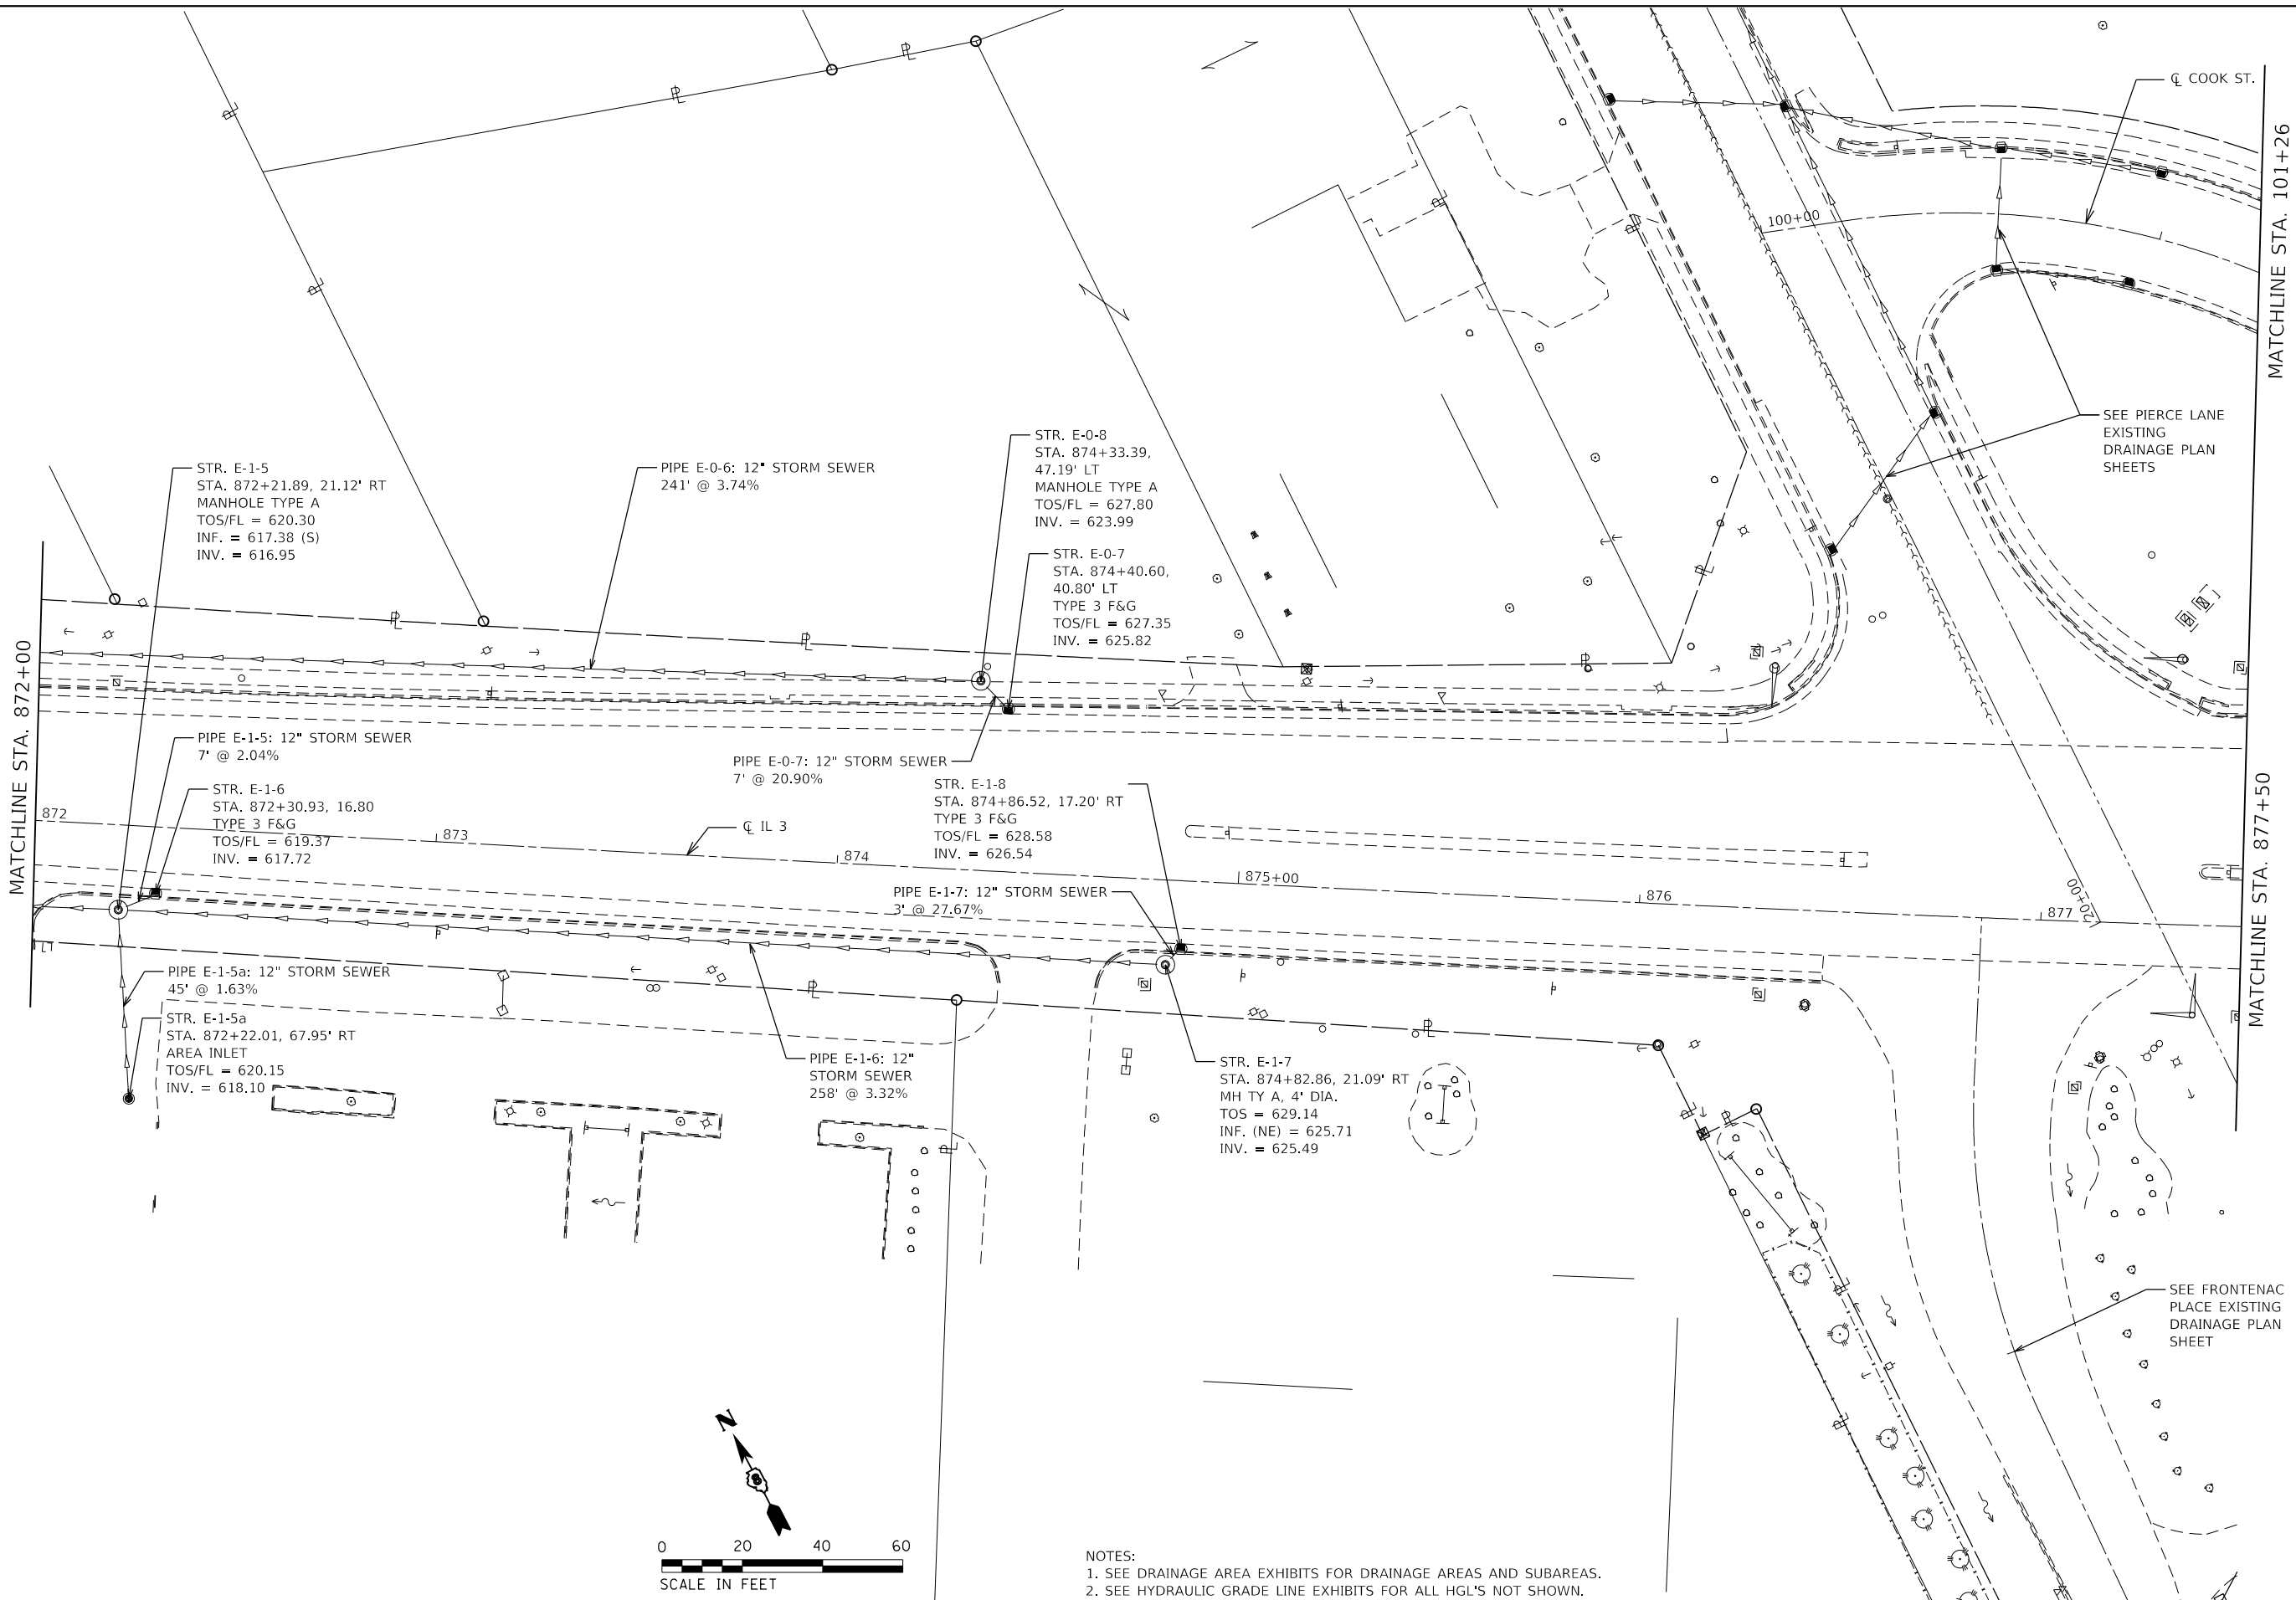 ℄ COOK ST.
MATCHLINE STA. 101+26
100+00
SEE PIERCE LANE
EXISTING
DRAINAGE PLAN
SHEETS
STR. E-0-8
STA. 874+33.39,
47.19' LT
MANHOLE TYPE A
TOS/FL = 627.80
INV. = 623.99
STR. E-1-5
STA. 872+21.89, 21.12' RT
MANHOLE TYPE A
TOS/FL = 620.30
INF. = 617.38 (S)
INV. = 616.95
PIPE E-0-6: 12" STORM SEWER
241' @ 3.74%
STR. E-0-7
STA. 874+40.60,
40.80' LT
TYPE 3 F&G
TOS/FL = 627.35
INV. = 625.82
MATCHLINE STA. 872+00
PIPE E-1-5: 12" STORM SEWER
7' @ 2.04%
PIPE E-0-7: 12" STORM SEWER
7' @ 20.90%
STR. E-1-6
STA. 872+30.93, 16.80
TYPE 3 F&G
TOS/FL = 619.37
INV. = 617.72
STR. E-1-8
STA. 874+86.52, 17.20' RT
TYPE 3 F&G
TOS/FL = 628.58
INV. = 626.54
872
873
℄ IL 3
874
875+00
876
877
20+00
MATCHLINE STA. 877+50
PIPE E-1-7: 12" STORM SEWER
3' @ 27.67%
PIPE E-1-5a: 12" STORM SEWER
45' @ 1.63%
STR. E-1-5a
STA. 872+22.01, 67.95' RT
AREA INLET
TOS/FL = 620.15
INV. = 618.10
PIPE E-1-6: 12"
STORM SEWER
258' @ 3.32%
STR. E-1-7
STA. 874+82.86, 21.09' RT
MH TY A, 4' DIA.
TOS = 629.14
INF. (NE) = 625.71
INV. = 625.49
SEE FRONTENAC
PLACE EXISTING
DRAINAGE PLAN
SHEET
N
0 20 40 60
SCALE IN FEET
NOTES:
1. SEE DRAINAGE AREA EXHIBITS FOR DRAINAGE AREAS AND SUBAREAS.
2. SEE HYDRAULIC GRADE LINE EXHIBITS FOR ALL HGL'S NOT SHOWN.